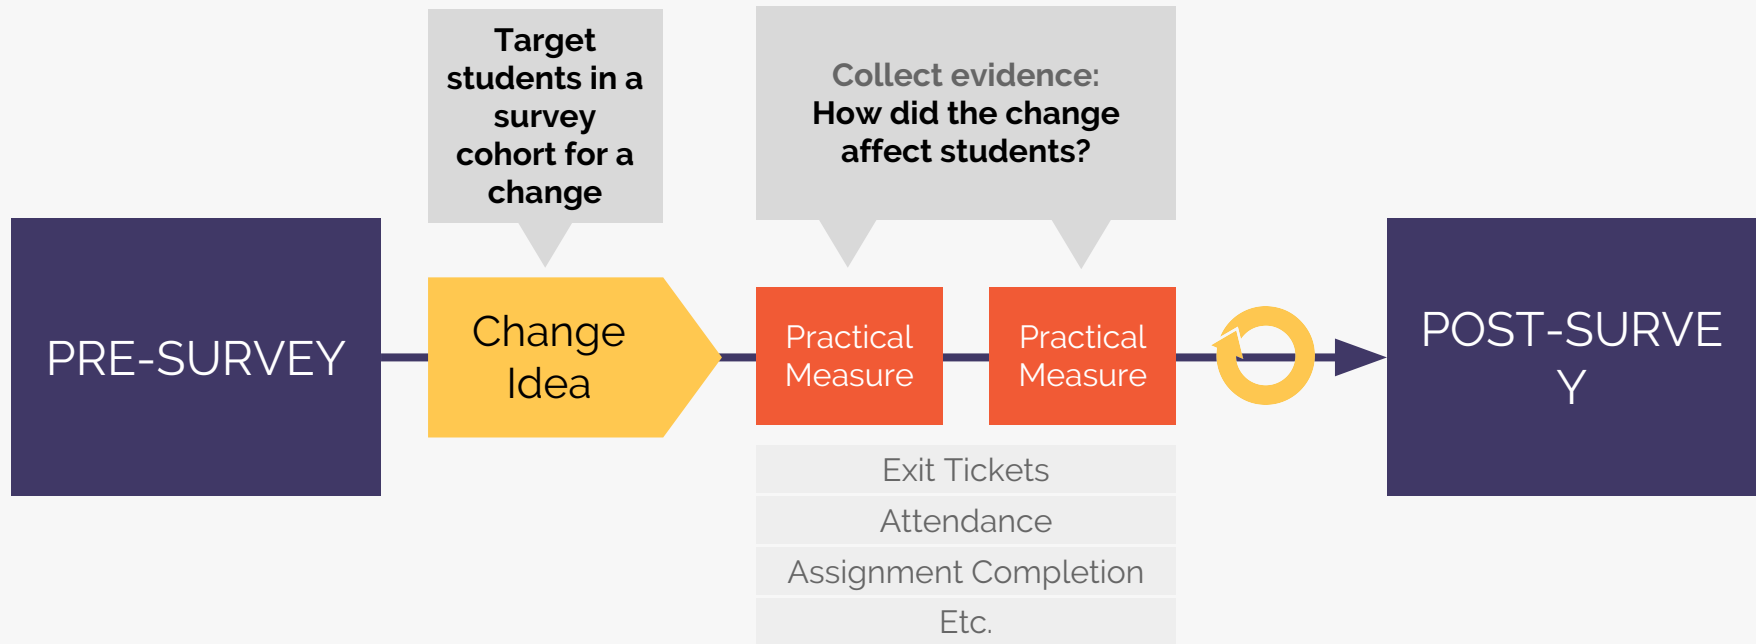 Target
students in a
survey
cohort for a
change
Collect evidence:
How did the change
affect students?
PRE-SURVEY
Change
Idea
Practical
Measure
Practical
Measure
POST-SURVE
Y
Exit Tickets
Attendance
Assignment Completion
Etc.